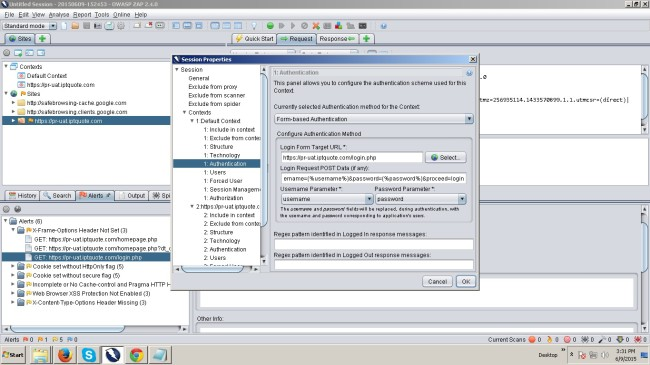 Untitled Session - 20150609-152453 - OWASP ZAP 2.4.0
File Edit View Analyse Report Tools Online Help
Standard mode
Sites
Quick Start Request Response
Contexts
Default Context
https://pr-uat.iptquote.com
Sites
http://safebrowsing-cache.google.com
http://safebrowsing.clients.google.com
https://pr-uat.iptquote.com
.0
utmz=256935114.1433570699.1.1.utmcsr=(direct)|
Session Properties
Session
General
Exclude from proxy
Exclude from scanner
Exclude from spider
Contexts
1:Default Context
1: Include in context
1: Exclude from context
1: Structure
1: Technology
1: Authentication
1: Users
1: Forced User
1: Session Managemen
1: Authorization
2:https://pr-uat.iptquote
2: Include in context
2: Exclude from context
2: Structure
2: Technology
2: Authentication
2: Users
1: Authentication
This panel allows you to configure the authentication scheme used for this
Context.
Currently selected Authentication method for the Context:
Form-based Authentication
Configure Authentication Method
Login Form Target URL *:
https://pr-uat.iptquote.com/login.php
Select...
Login Request POST Data (if any):
ername={%username%}&password={%password%}&proceed=login
Username Parameter *: Password Parameter *:
username password
The username and password fields will be replaced, during authentication, with
the username and password corresponding to application's users.
Regex pattern identified in Logged In response messages:
Regex pattern identified in Logged Out response messages:
Cancel OK
History Search Alerts Output Spi
Alerts (6)
X-Frame-Options Header Not Set (3)
GET: https://pr-uat.iptquote.com/homepage.php
GET: https://pr-uat.iptquote.com/homepage.php?dt_
GET: https://pr-uat.iptquote.com/login.php
Cookie set without HttpOnly flag (5)
Cookie set without secure flag (5)
Incomplete or No Cache-control and Pragma HTTP H
Web Browser XSS Protection Not Enabled (3)
X-Content-Type-Options Header Missing (3)
Other Info:
Alerts 0 1 5 0
Current Scans 0 0 0 0 0 0
Start
Desktop
3:31 PM
6/9/2015